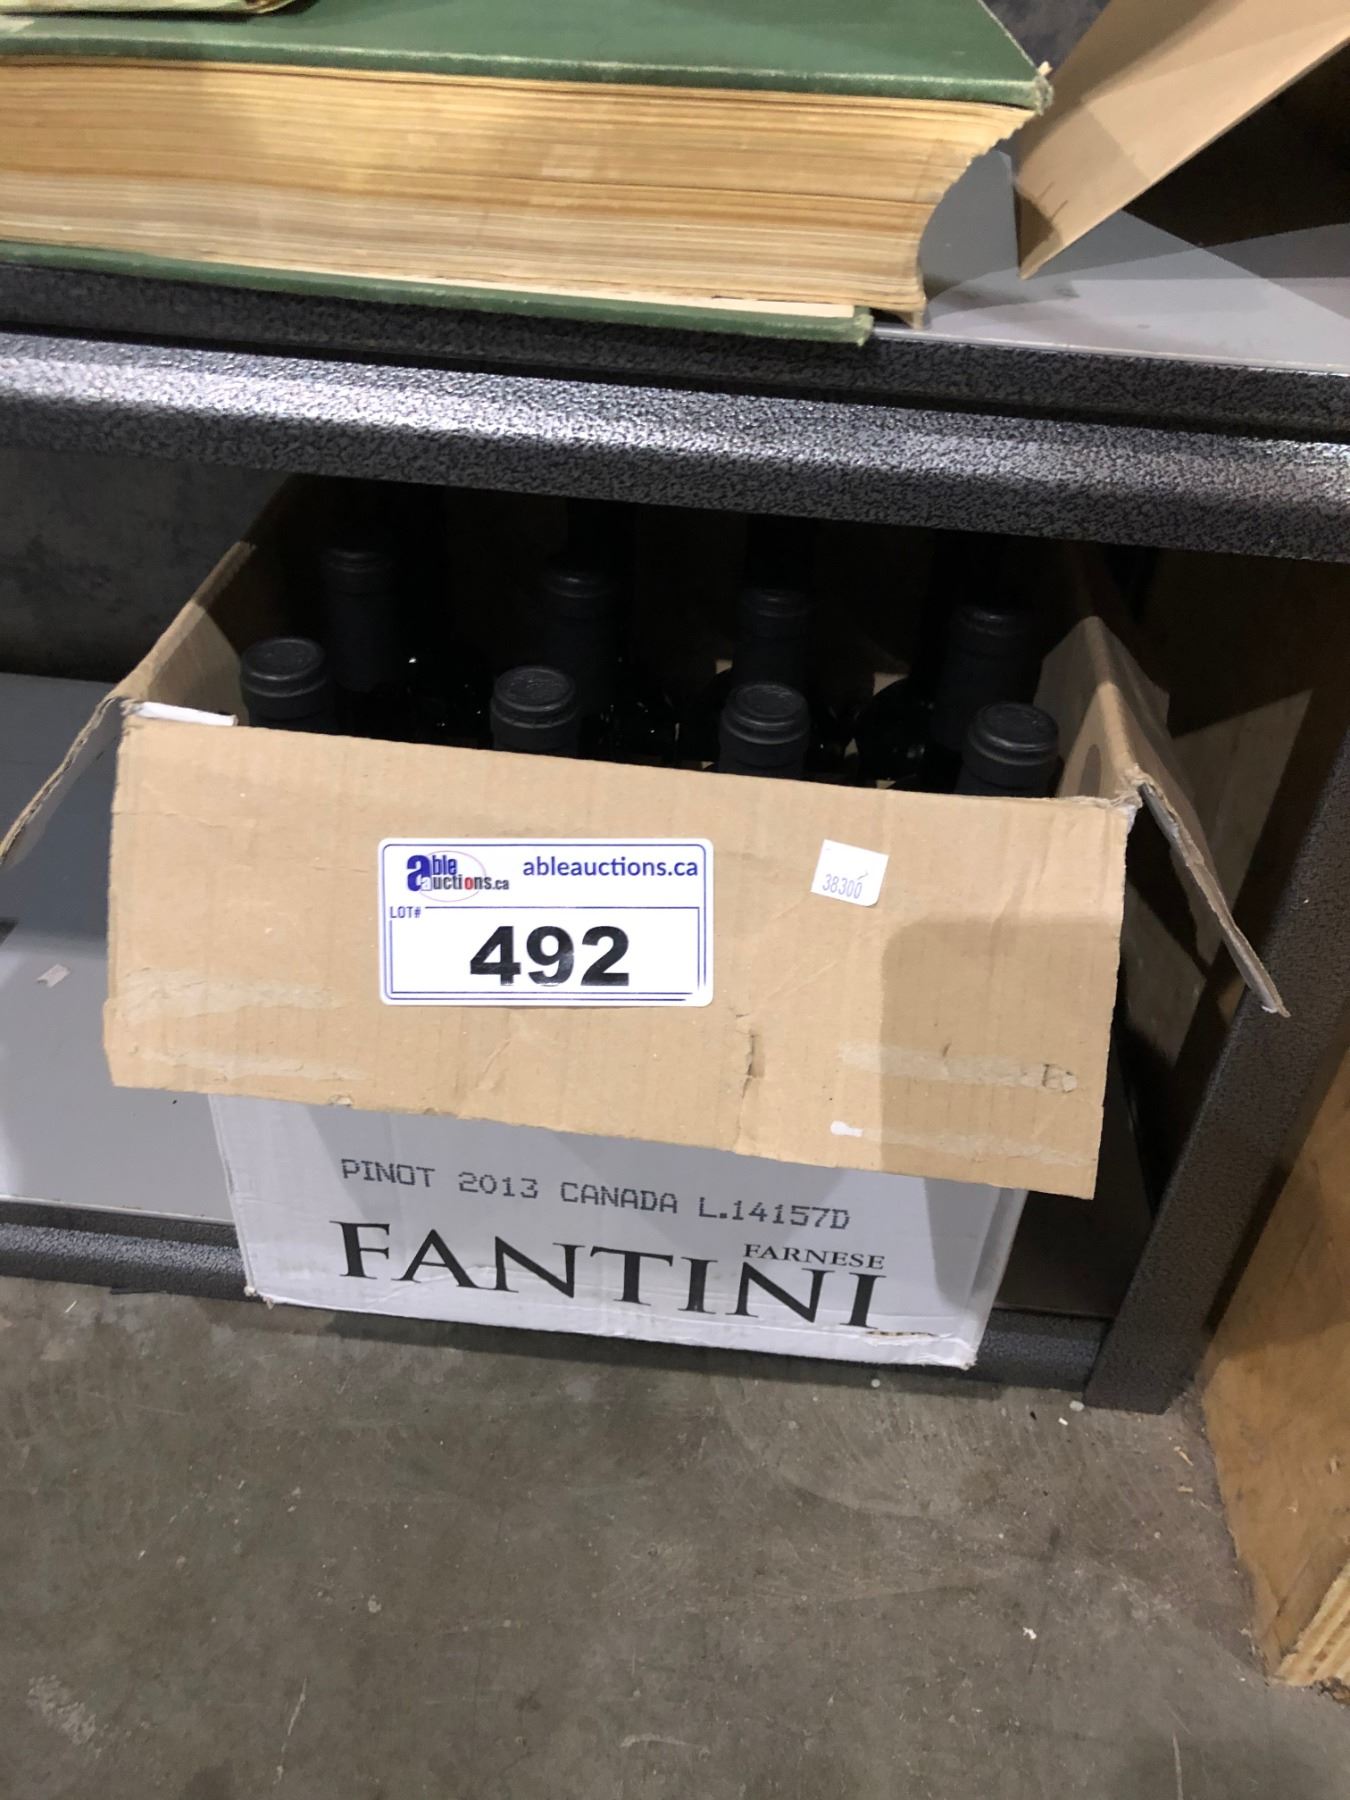 able auctions.ca
ableauctions.ca
LOT#
492
38300
PINOT 2013 CANADA L.14157D
FARNESE
FANTINI